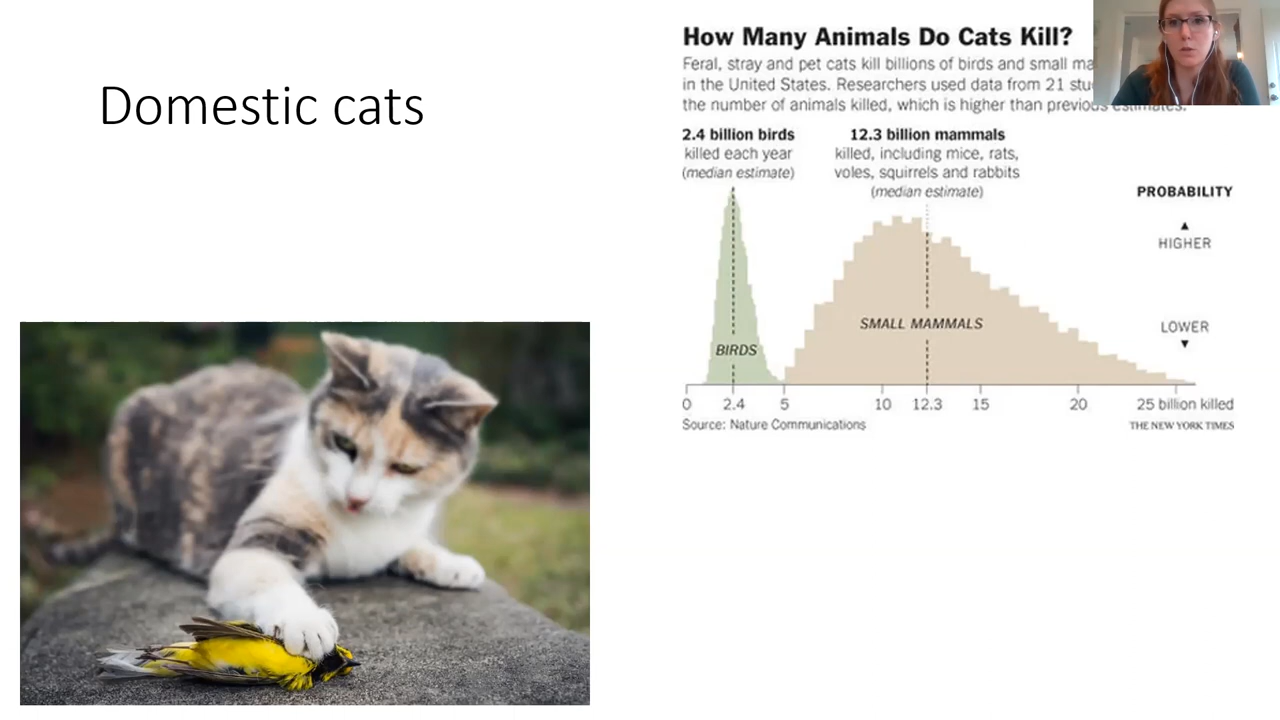 Domestic cats
How Many Animals Do Cats Kill?
Feral, stray and pet cats kill billions of birds and small
in the United States. Researchers used data from 21
the number of animals killed, which is higher than previous estimates.
2.4 billion birds
killed each year
(median estimate)
12.3 billion mammals
killed, including mice, rats,
voles, squirrels and rabbits
(median estimate)
PROBABILITY
▲
HIGHER
LOWER
▼
BIRDS
SMALL MAMMALS
0 2.4 5 10 12.3 15 20 25 billion killed
Source: Nature Communications
THE NEW YORK TIMES